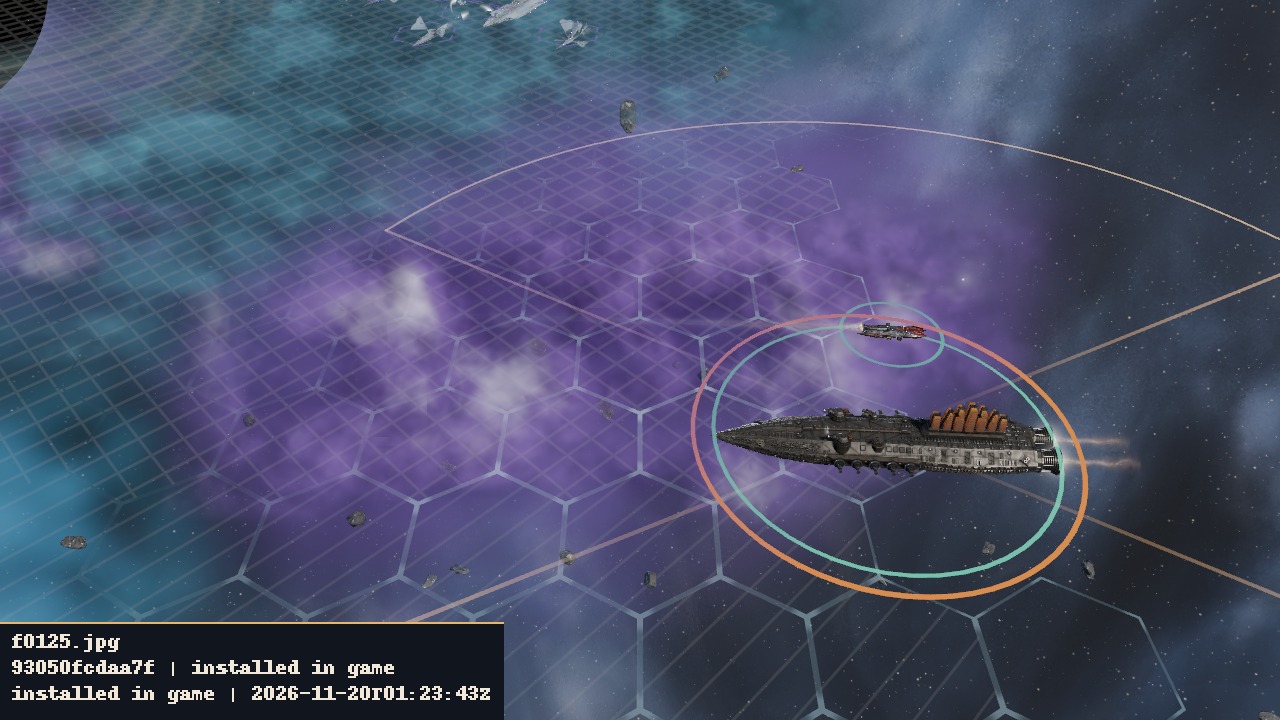 f0125.jpg
93050fcdaa7f | installed in game
installed in game | 2026-11-20T01:23:43Z